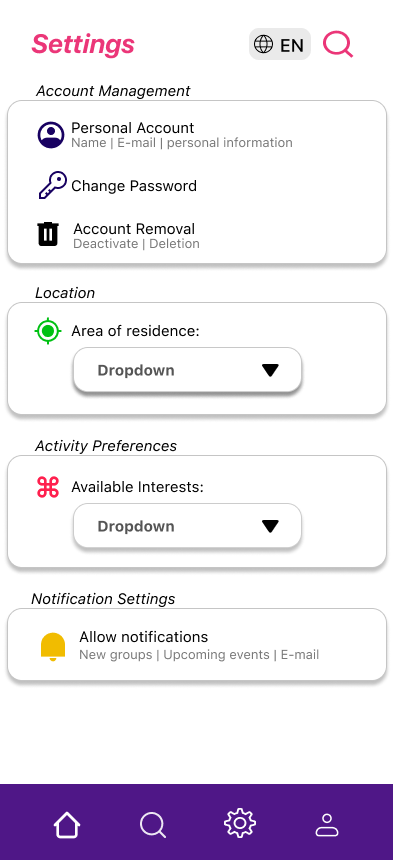 Settings
EN
Account Management
Personal Account
Name | E-mail | personal information
Change Password
Account Removal
Deactivate | Deletion
Location
Area of residence:
Dropdown
Activity Preferences
Available Interests:
Dropdown
Notification Settings
Allow notifications
New groups | Upcoming events | E-mail